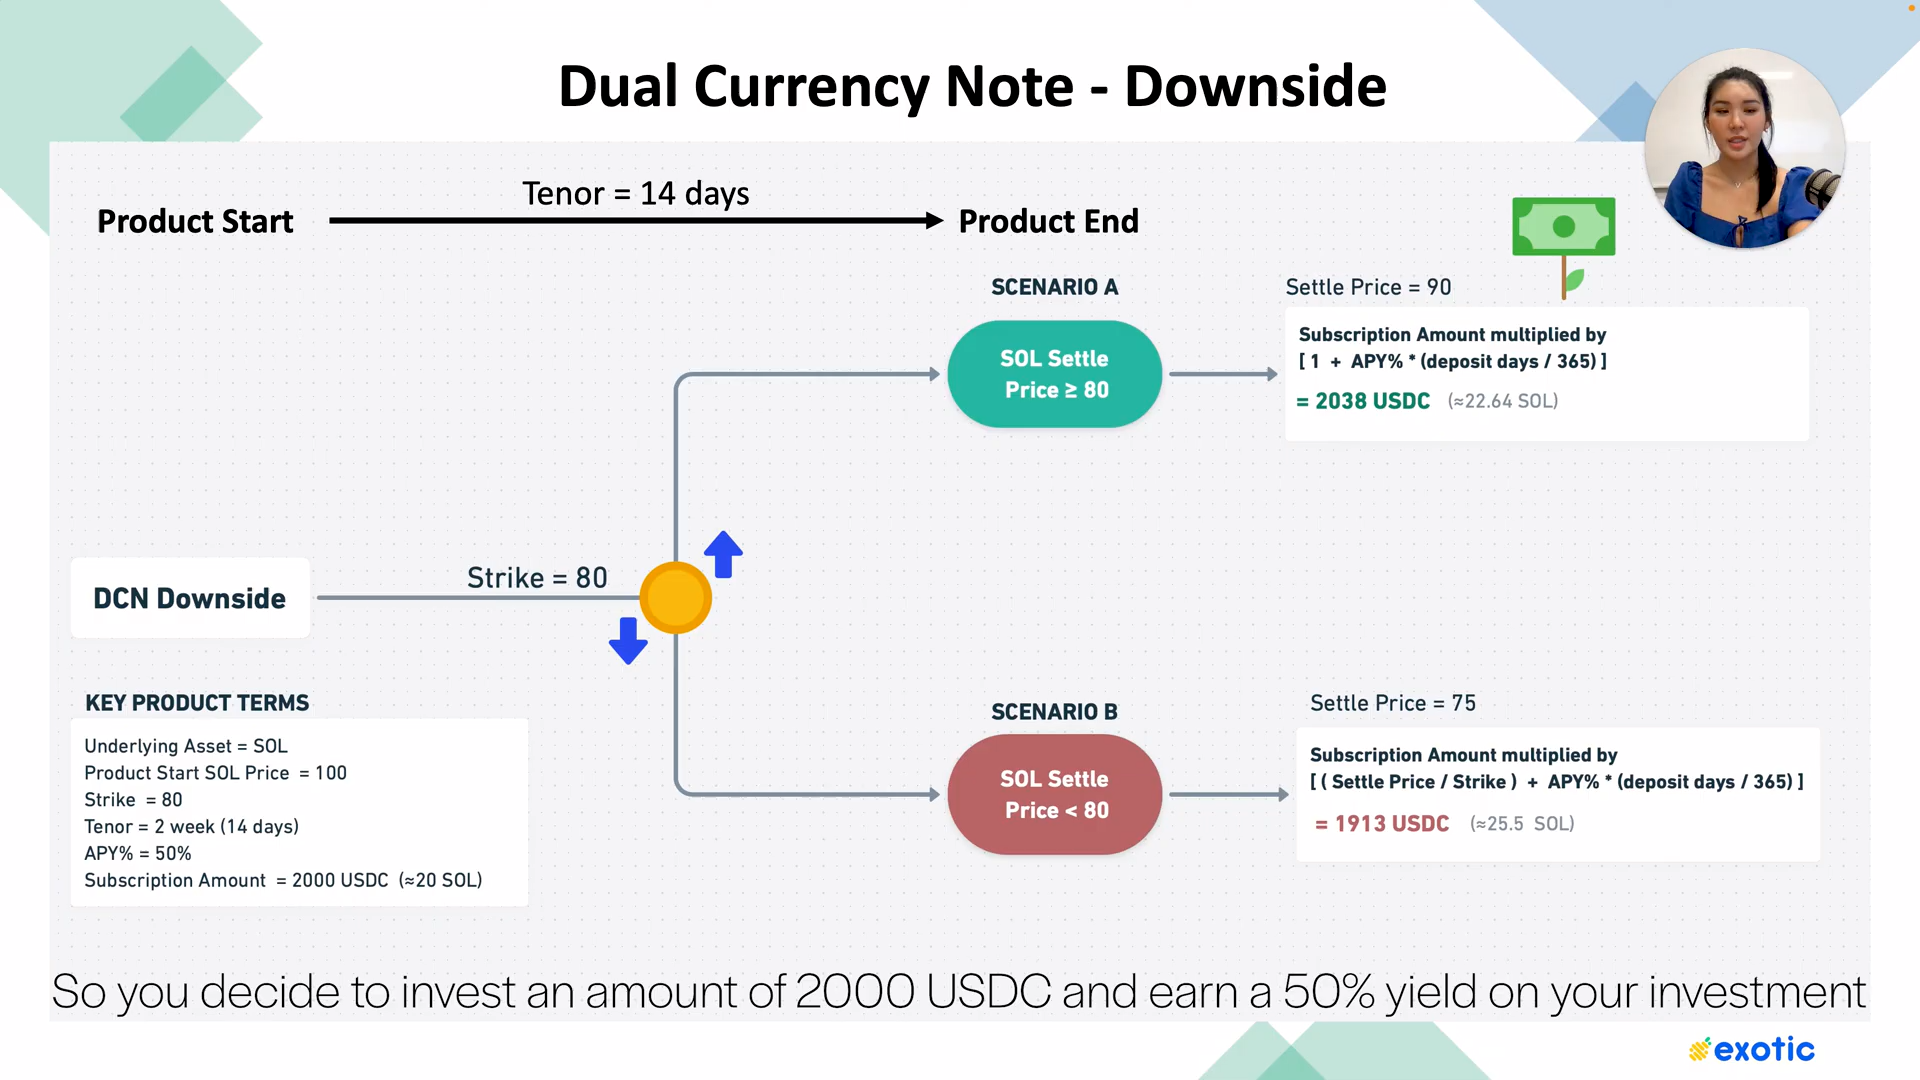 Dual Currency Note - Downside
Tenor = 14 days
Product Start
Product End
SCENARIO A
Settle Price = 90
SOL Settle
Price ≥ 80
Subscription Amount multiplied by
[ 1 + APY% * (deposit days / 365) ]
= 2038 USDC (≈22.64 SOL)
Strike = 80
DCN Downside
KEY PRODUCT TERMS
Underlying Asset = SOL
Product Start SOL Price = 100
Strike = 80
Tenor = 2 week (14 days)
APY% = 50%
Subscription Amount = 2000 USDC (≈20 SOL)
SCENARIO B
Settle Price = 75
SOL Settle
Price < 80
Subscription Amount multiplied by
[ ( Settle Price / Strike ) + APY% * (deposit days / 365) ]
= 1913 USDC (≈25.5 SOL)
So you decide to invest an amount of 2000 USDC and earn a 50% yield on your investment
exotic